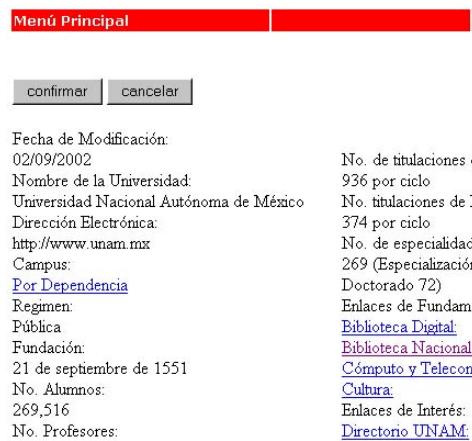 Menú Principal
confirmar cancelar
Fecha de Modificación:
02/09/2002
Nombre de la Universidad:
Universidad Nacional Autónoma de México
Dirección Electrónica:
http://www.unam.mx
Campus:
Por Dependencia
Regimen:
Pública
Fundación:
21 de septiembre de 1551
No. Alumnos:
269,516
No. Profesores:
No. de titulaciones
936 por ciclo
No. titulaciones de
374 por ciclo
No. de especialidad
269 (Especialización
Doctorado 72)
Enlaces de Fundam
Biblioteca Digital:
Biblioteca Nacional
Cómputo y Telecon
Cultura:
Enlaces de Interés:
Directorio UNAM: